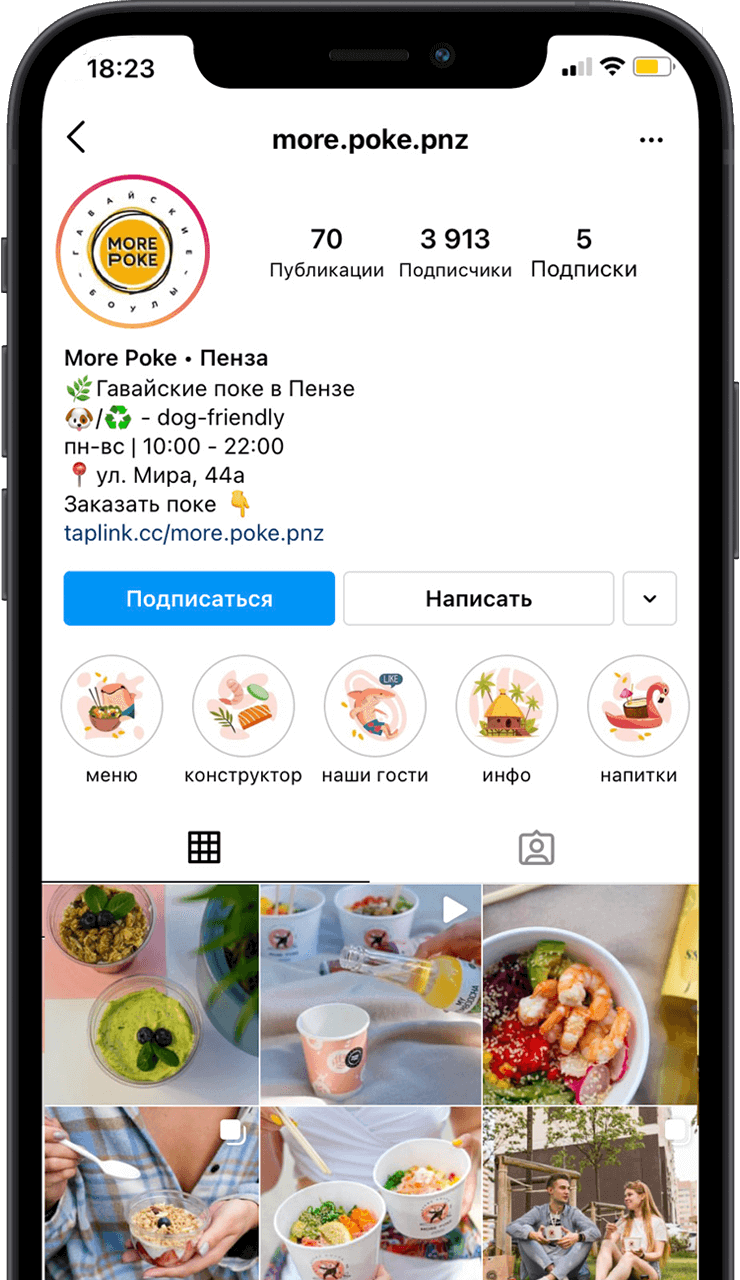 18:23
more.poke.pnz
ГАВАЙСКИЕ
MORE
POKE
БОУЛЫ
70
3 913
5
Публикации
Подписчики
Подписки
More Poke • Пенза
🌿Гавайские поке в Пензе
🐶/♻️ - dog-friendly
пн-вс | 10:00 - 22:00
📍 ул. Мира, 44а
Заказать поке 👇
taplink.cc/more.poke.pnz
Подписаться
Написать
LIKE
меню
конструктор
наши гости
инфо
напитки